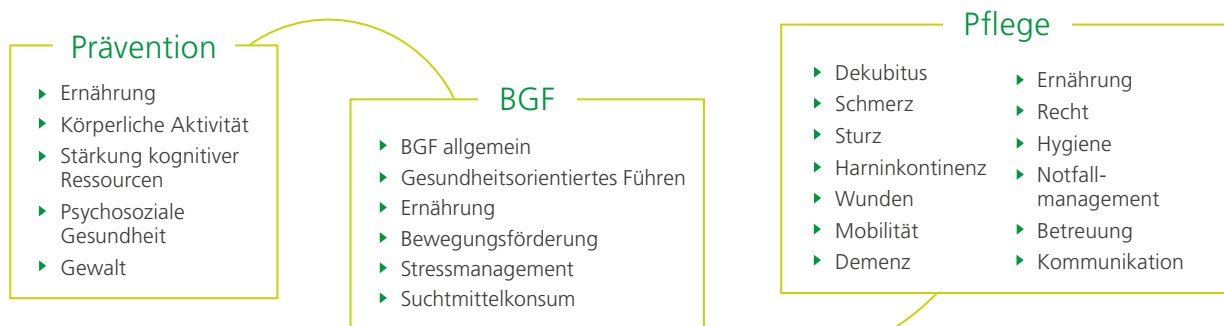 Prävention
Ernährung
Körperliche Aktivität
Stärkung kognitiver
Ressourcen
Psychosoziale
Gesundheit
Gewalt
BGF
BGF allgemein
Gesundheitsorientiertes Führen
Ernährung
Bewegungsförderung
Stressmanagement
Suchtmittelkonsum
Pflege
Dekubitus
Schmerz
Sturz
Harninkontinenz
Wunden
Mobilität
Demenz
Ernährung
Recht
Hygiene
Notfall-
management
Betreuung
Kommunikation